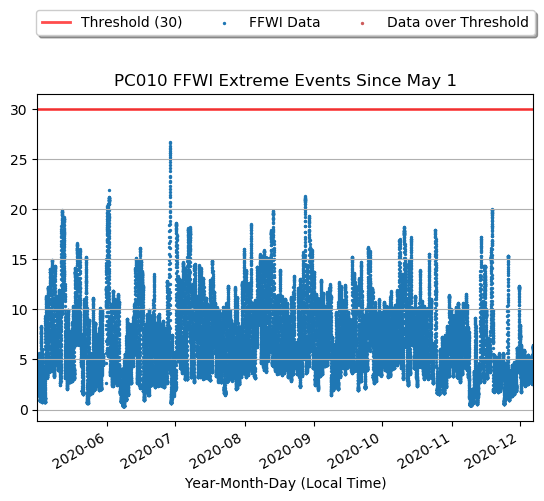 Threshold (30) FFWI Data Data over Threshold
PC010 FFWI Extreme Events Since May 1
30
25
20
15
10
5
0
2020-06 2020-07 2020-08 2020-09 2020-10 2020-11 2020-12
Year-Month-Day (Local Time)